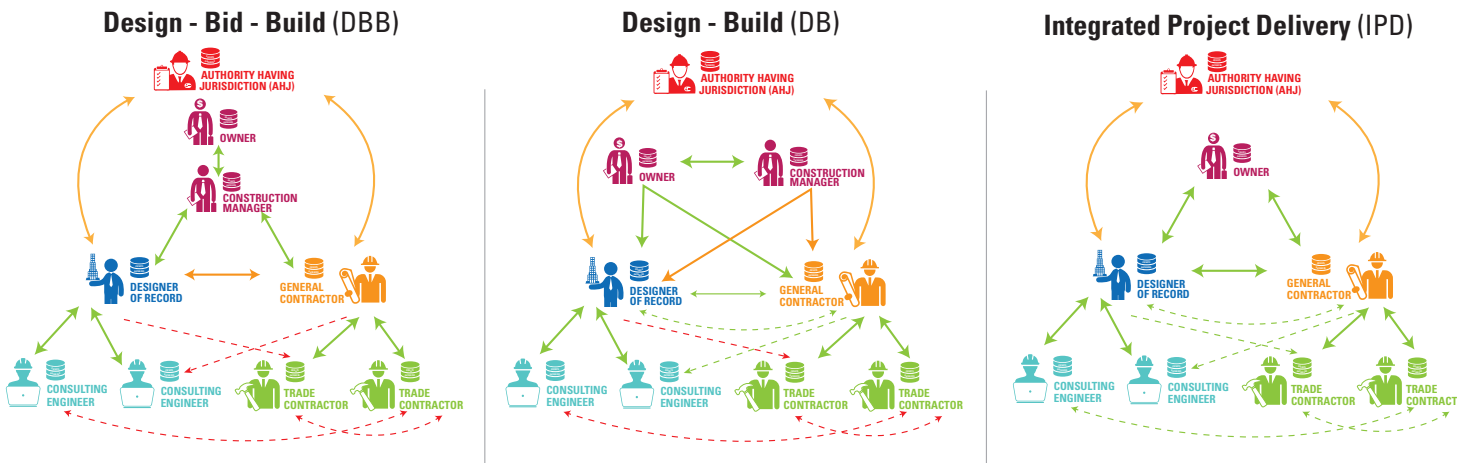 Design - Bid - Build (DBB)
AUTHORITY HAVING
JURISDICTION (AHJ)
$
OWNER
CONSTRUCTION
MANAGER
DESIGNER
OF RECORD
GENERAL
CONTRACTOR
CONSULTING
ENGINEER
CONSULTING
ENGINEER
TRADE
CONTRACTOR
TRADE
CONTRACTOR
Design - Build (DB)
AUTHORITY HAVING
JURISDICTION (AHJ)
$
OWNER
CONSTRUCTION
MANAGER
DESIGNER
OF RECORD
GENERAL
CONTRACTOR
CONSULTING
ENGINEER
CONSULTING
ENGINEER
TRADE
CONTRACTOR
TRADE
CONTRACTOR
Integrated Project Delivery (IPD)
AUTHORITY HAVING
JURISDICTION (AHJ)
$
OWNER
DESIGNER
OF RECORD
GENERAL
CONTRACTOR
CONSULTING
ENGINEER
CONSULTING
ENGINEER
TRADE
CONTRACTOR
TRADE
CONTRACT